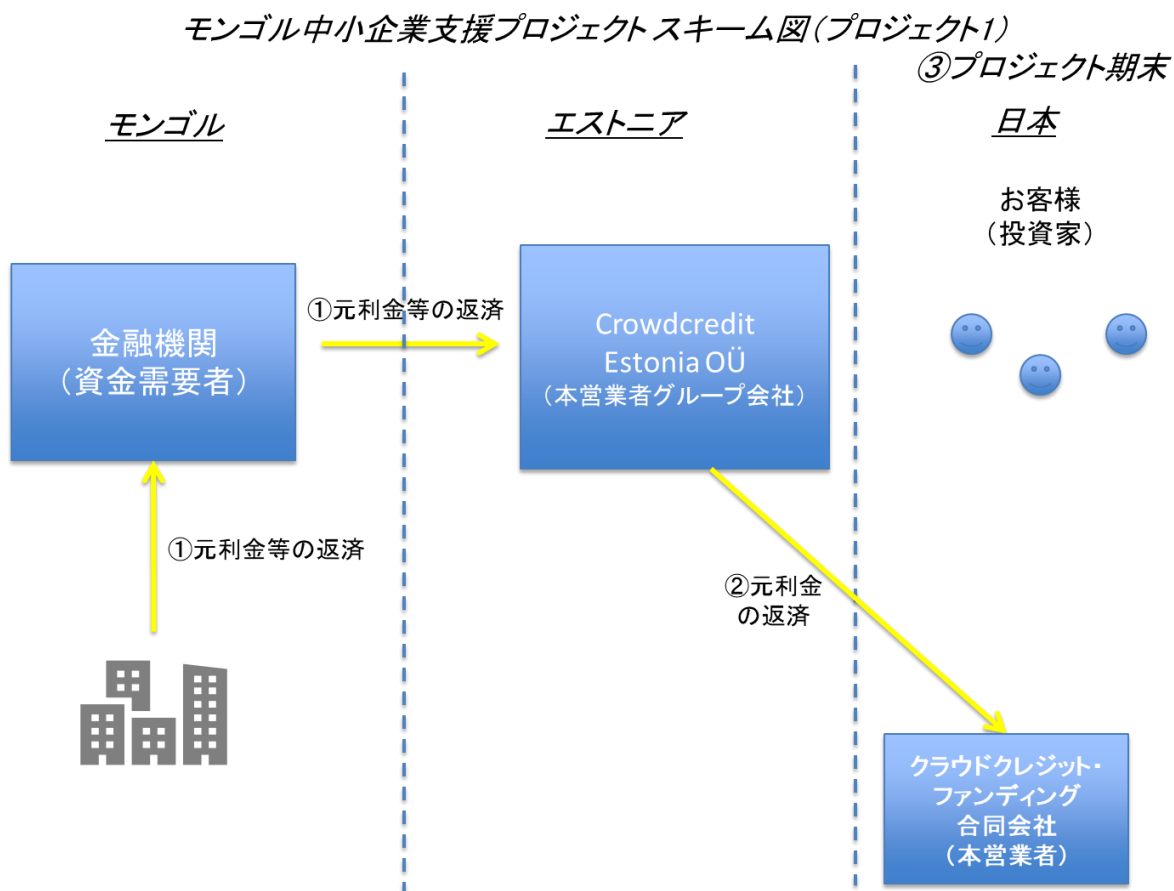 モンゴル中小企業支援プロジェクト スキーム図(プロジェクト1)
③プロジェクト期末
モンゴル
エストニア
日本
お客様
(投資家)
金融機関
(資金需要者)
①元利金等の返済
Crowdcredit
Estonia OÜ
(本営業者グループ会社)
①元利金等の返済
②元利金
の返済
クラウドクレジット・
ファンディング
合同会社
(本営業者)